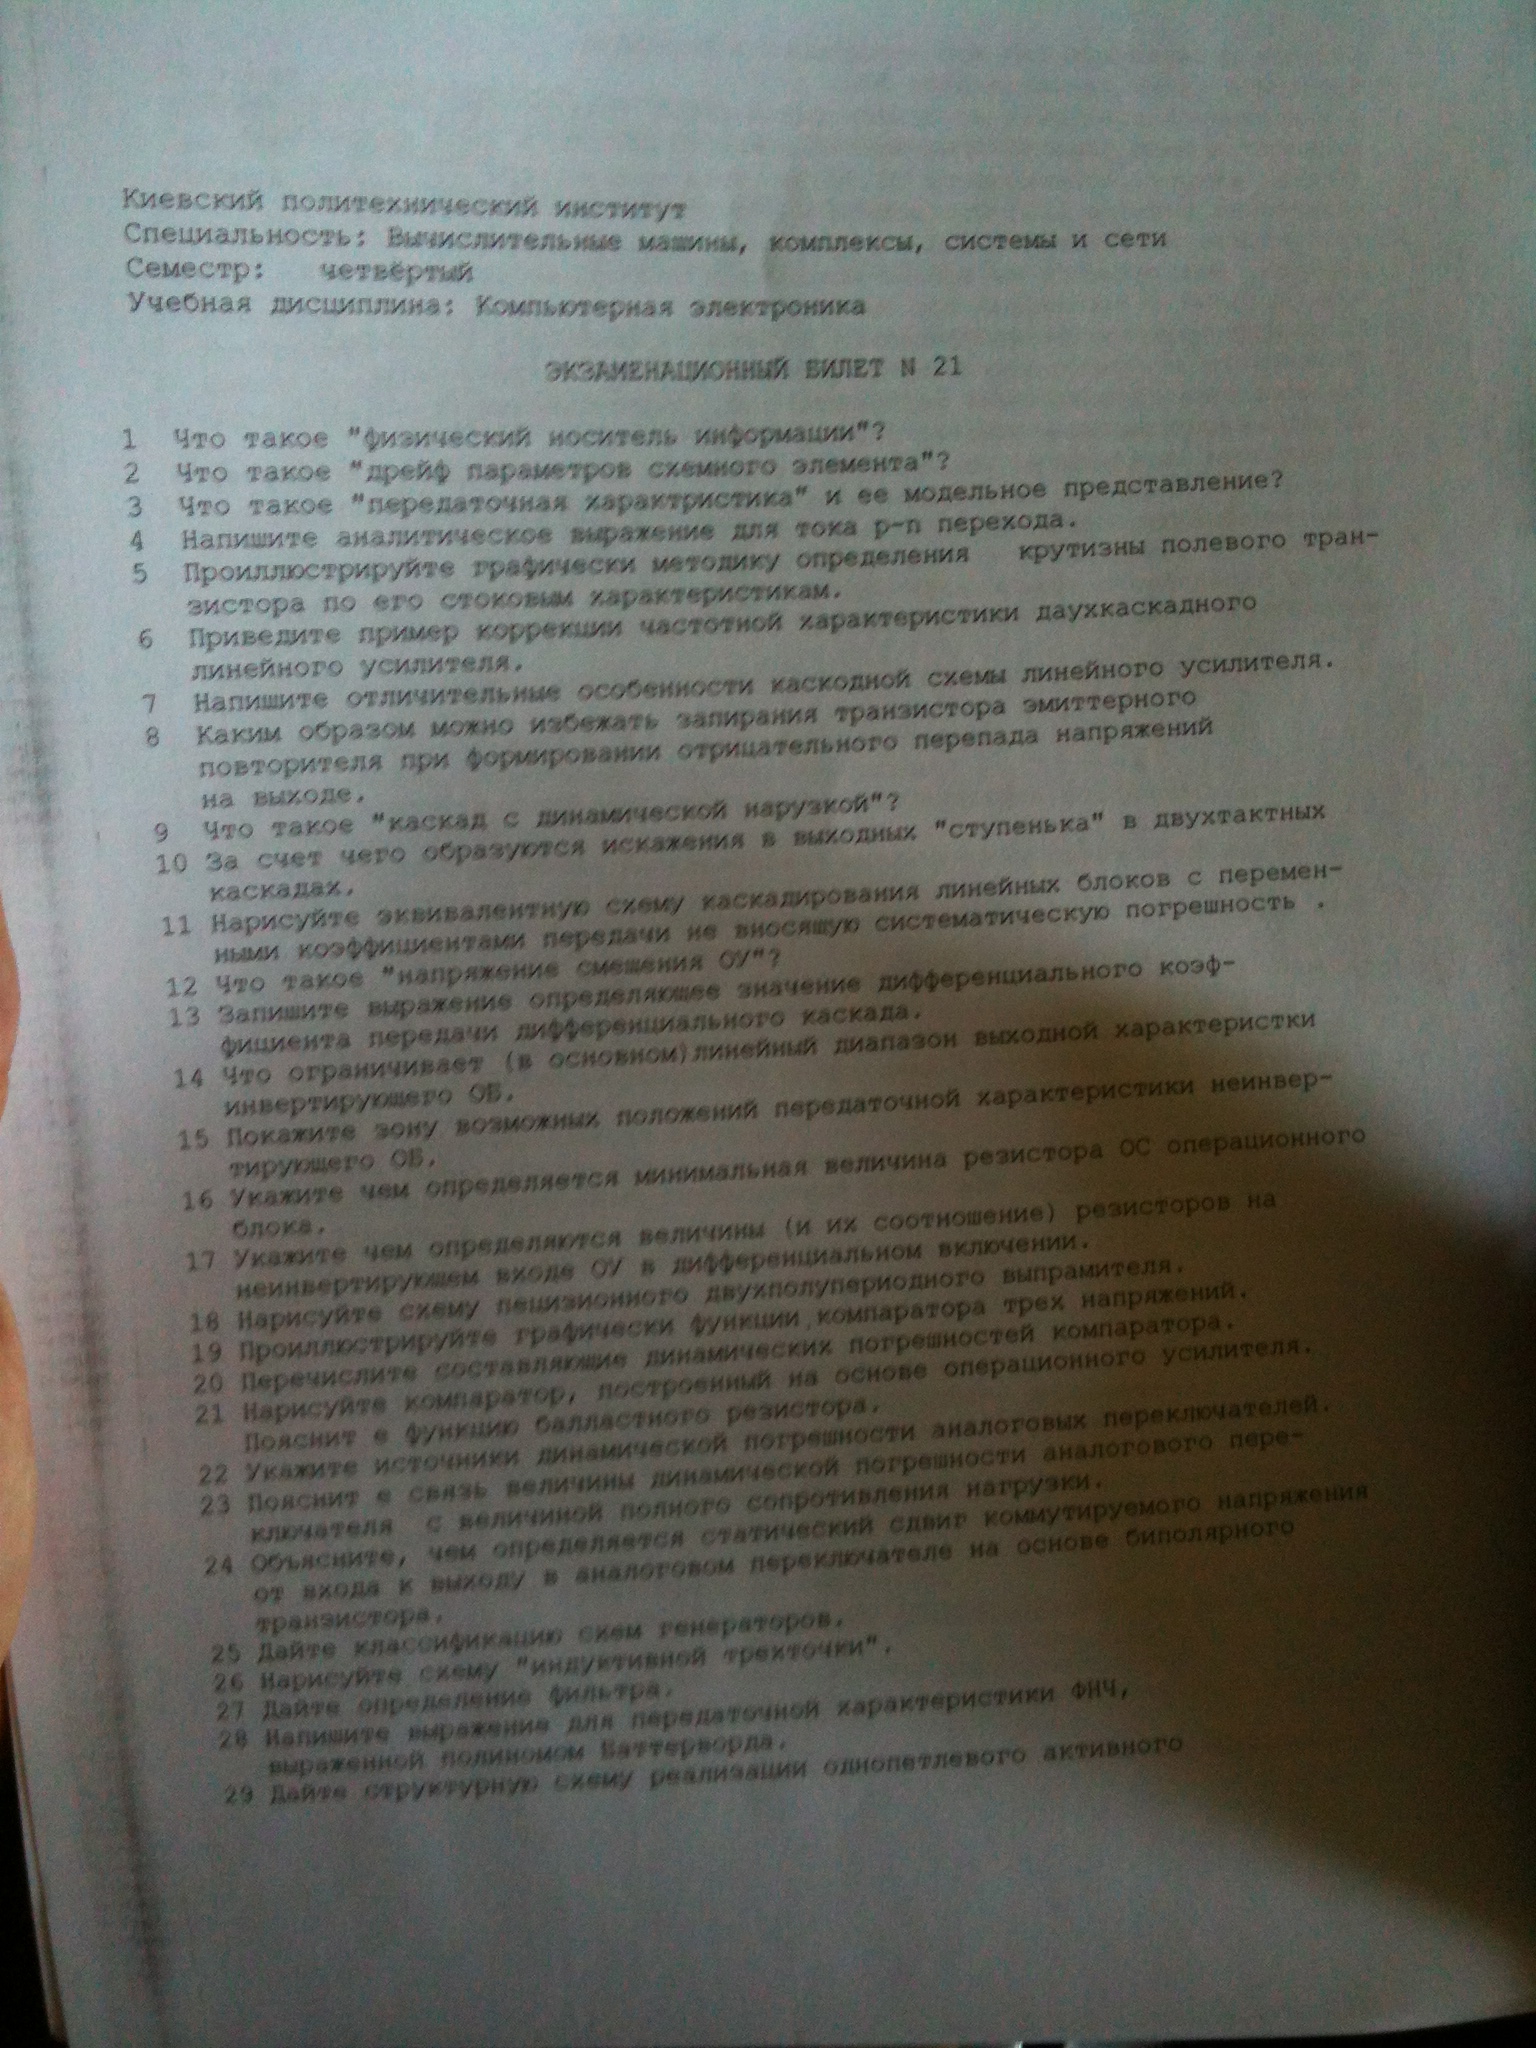 Киевский политехнический институт
Специальность: Вычислительные машины, комплексы, системы и сети
Семестр: четвёртый
Учебная дисциплина: Компьютерная электроника
ЭКЗАМЕНАЦИОННЫЙ БИЛЕТ N 21
1 Что такое "физический носитель информации"?
2 Что такое "дрейф параметров схемного элемента"?
3 Что такое "передаточная характристика" и ее модельное представление?
4 Напишите аналитическое выражение для тока p-n перехода.
5 Проиллюстрируйте графически методику определения крутизны полевого тран-
зистора по его стоковым характеристикам.
6 Приведите пример коррекции частотной характеристики даухкаскадного
линейного усилителя.
7 Напишите отличительные особенности каскодной схемы линейного усилителя.
8 Каким образом можно избежать запирания транзистора эмиттерного
повторителя при формировании отрицательного перепада напряжений
на выходе.
9 Что такое "каскад с динамической нарузкой"?
10 За счет чего образуются искажения в выходных "ступенька" в двухтактных
каскадах.
11 Нарисуйте эквивалентную схему каскадирования линейных блоков с перемен-
ными коэффициентами передачи не вносящую систематическую погрешность .
12 Что такое "напряжение смещения ОУ"?
13 Запишите выражение определяющее значение дифференциального коэф-
фициента передачи дифференциального каскада.
14 Что ограничивает (в основном)линейный диапазон выходной характеристки
инвертирующего ОБ.
15 Покажите зону возможных положений передаточной характеристики неинвер-
тирующего ОБ.
16 Укажите чем определяется минимальная величина резистора ОС операционного
блока.
17 Укажите чем определяются величины (и их соотношение) резисторов на
неинвертирующем входе ОУ в дифференциальном включении.
18 Нарисуйте схему пецизионного двухполупериодного выпрамителя.
19 Проиллюстрируйте графически функции компаратора трех напряжений.
20 Перечислите составляющие динамических погрешностей компаратора.
21 Нарисуйте компаратор, построенный на основе операционного усилителя.
Пояснит е функцию балластного резистора.
22 Укажите источники динамической погрешности аналоговых переключателей.
23 Пояснит е связь величины динамической погрешности аналогового пере-
ключателя с величиной полного сопротивления нагрузки.
24 Объясните, чем определяется статический сдвиг коммутируемого напряжения
от входа к выходу в аналоговом переключателе на основе биполярного
транзистора.
25 Дайте классификацию схем генераторов.
26 Нарисуйте схему "индуктивной трехточки".
27 Дайте определение фильтра.
28 Напишите выражение для передаточной характеристики ФНЧ,
выраженной полиномом Баттерворда.
29 Дайте структурную схему реализации однопетлевого активного